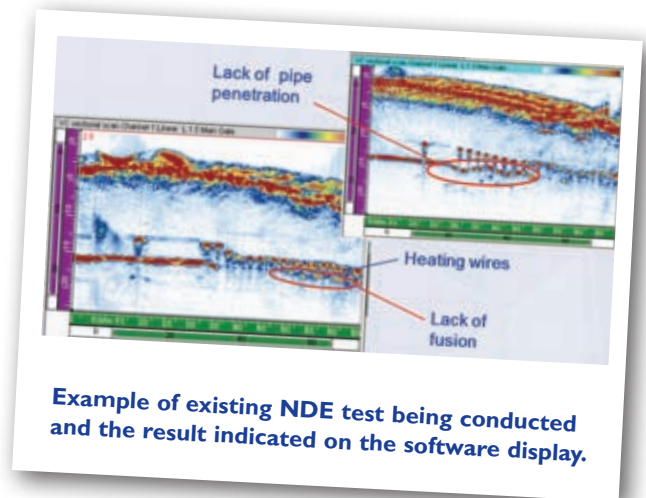 Lack of pipe
penetration
Heating wires
Lack of
fusion
Example of existing NDE test being conducted
and the result indicated on the software display.